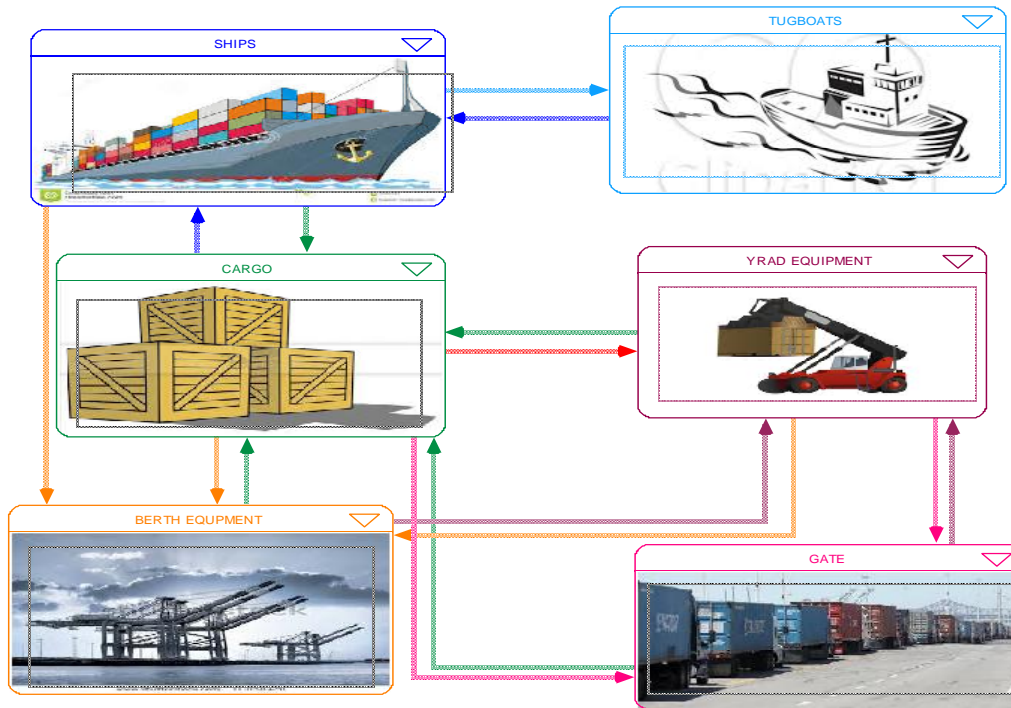 SHIPS
TUGBOATS
CARGO
YRAD EQUIPMENT
BERTH EQUPMENT
GATE